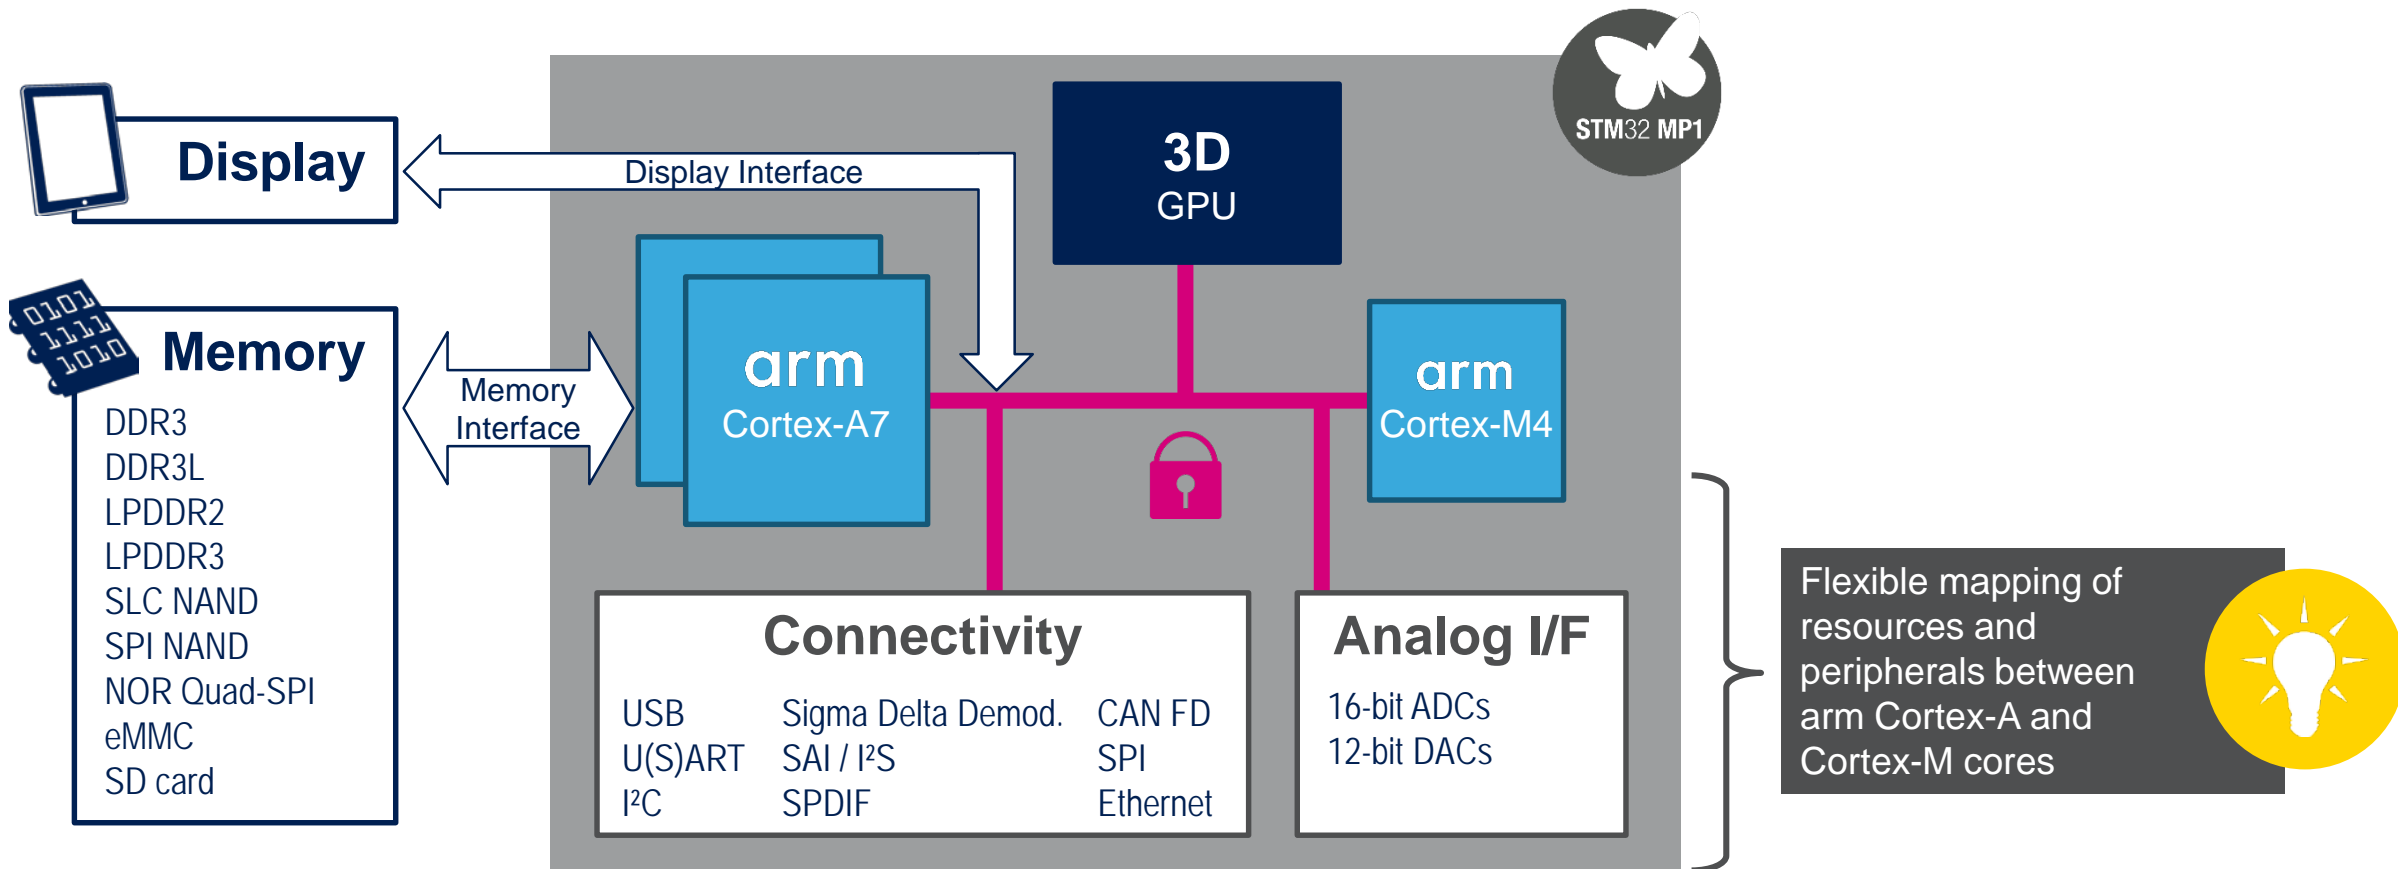 STM32 MP1
Display
Display Interface
3D
GPU
0101
1111
1010
Memory
DDR3
DDR3L
LPDDR2
LPDDR3
SLC NAND
SPI NAND
NOR Quad-SPI
eMMC
SD card
Memory
Interface
arm
Cortex-A7
arm
Cortex-M4
Connectivity
USB Sigma Delta Demod. CAN FD
U(S)ART SAI / I²S SPI
I²C SPDIF Ethernet
Analog I/F
16-bit ADCs
12-bit DACs
Flexible mapping of
resources and
peripherals between
arm Cortex-A and
Cortex-M cores